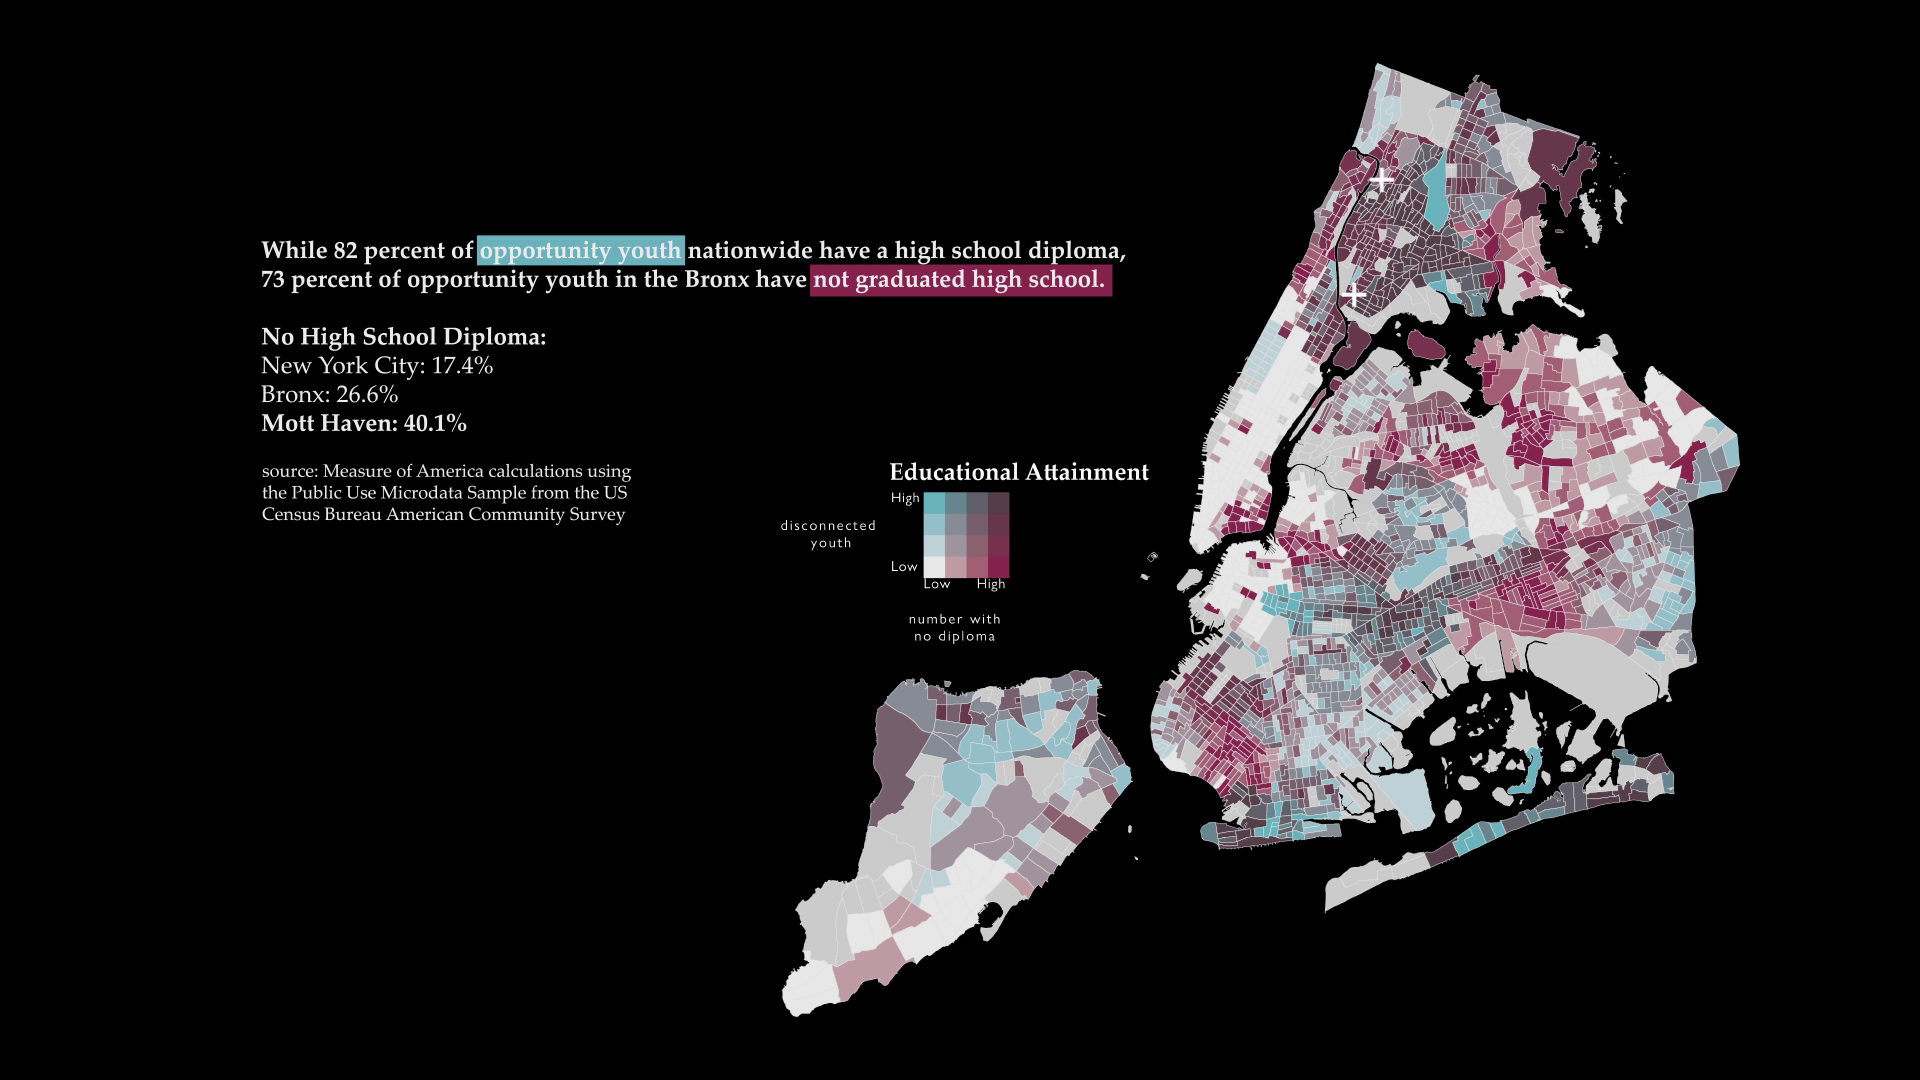 While 82 percent of opportunity youth nationwide have a high school diploma,
73 percent of opportunity youth in the Bronx have not graduated high school.
No High School Diploma:
New York City: 17.4%
Bronx: 26.6%
Mott Haven: 40.1%
source: Measure of America calculations using
the Public Use Microdata Sample from the US
Census Bureau American Community Survey
Educational Attainment
High
disconnected
youth
Low
Low High
number with
no diploma